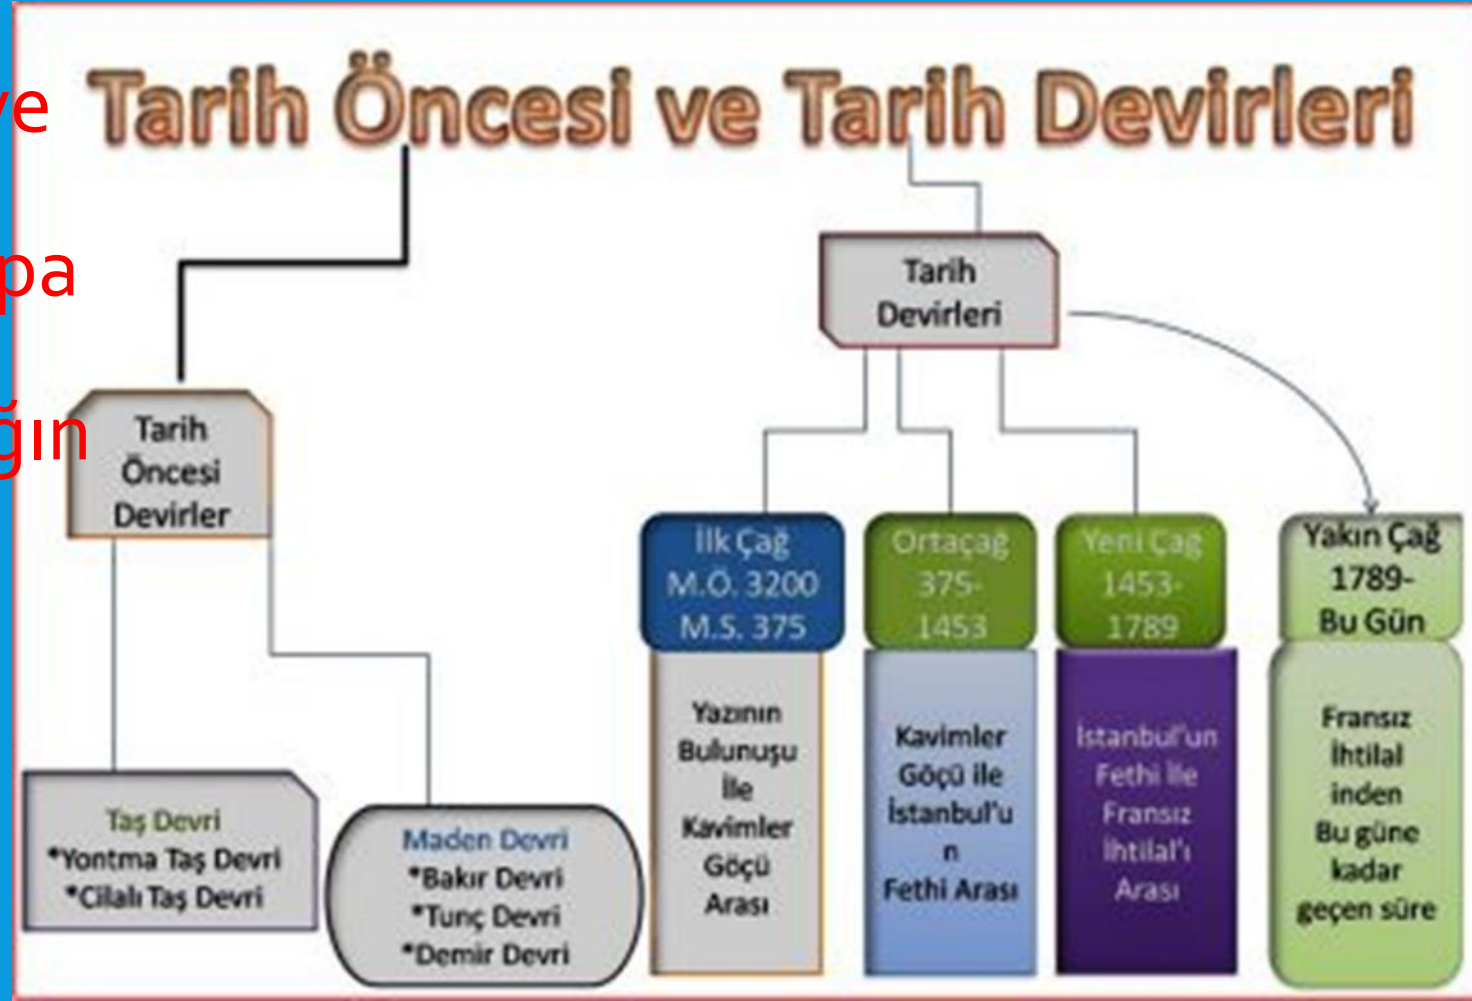 Tarih Öncesi ve Tarih Devirleri
ve
pa
ğın
Tarih
Devirleri
Tarih
Öncesi
Devirler
Taş Devri
*Yontma Taş Devri
*Cilalı Taş Devri
Maden Devri
*Bakır Devri
*Tunç Devri
*Demir Devri
İlk Çağ
M.Ö. 3200
M.S. 375
Yazının
Bulunuşu
İle
Kavimler
Göçü
Arası
Ortaçağ
375-
1453
Kavimler
Göçü ile
İstanbul'u
n
Fethi Arası
Yeni Çağ
1453-
1789
İstanbul'un
Fethi İle
Fransız
İhtilal'ı
Arası
Yakın Çağ
1789-
Bu Gün
Fransız
İhtilal
inden
Bu güne
kadar
geçen süre